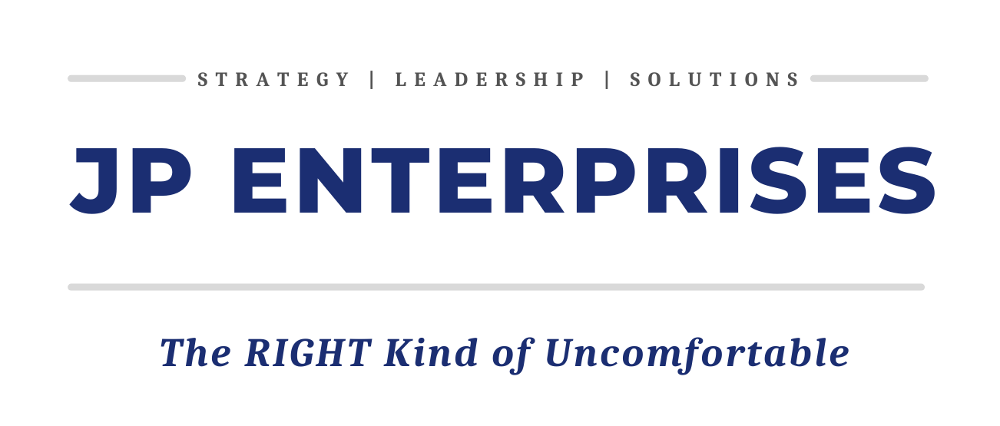 STRATEGY | LEADERSHIP | SOLUTIONS
JP ENTERPRISES
The RIGHT Kind of Uncomfortable